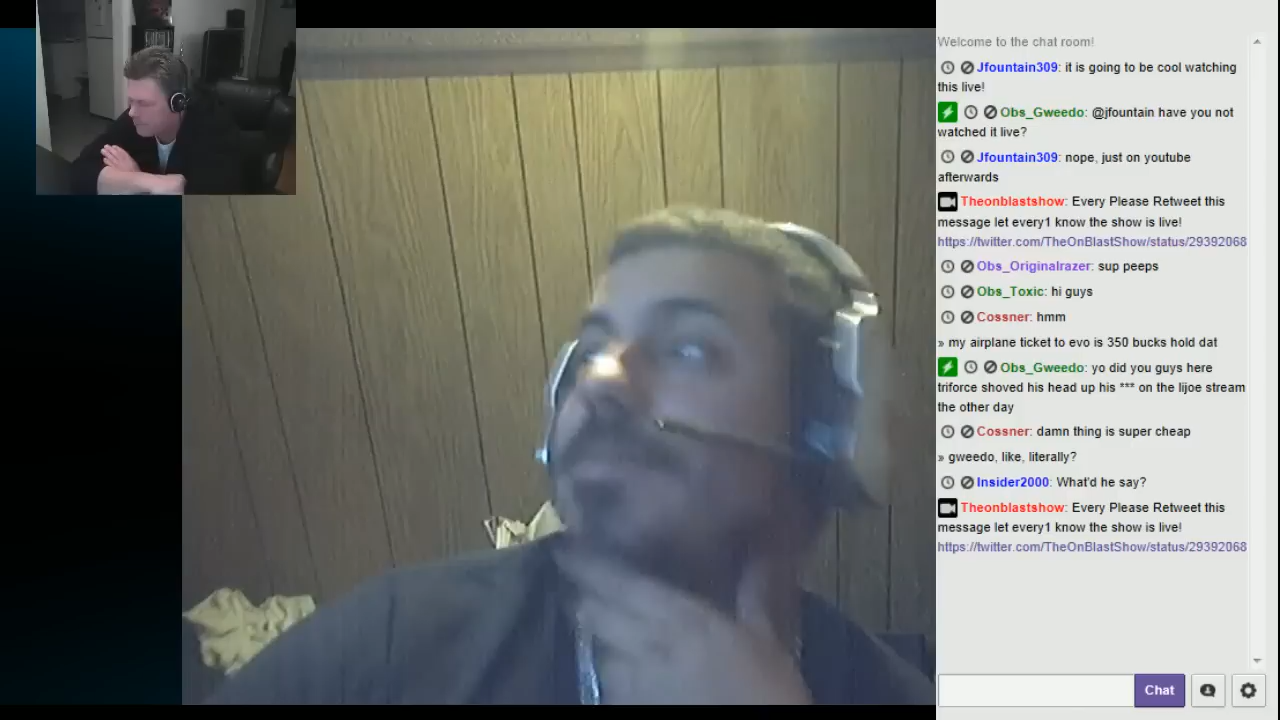 Welcome to the chat room!
Jfountain309: it is going to be cool watching
this live!
Obs_Gweedo: @jfountain have you not
watched it live?
Jfountain309: nope, just on youtube
afterwards
Theonblastshow: Every Please Retweet this
message let every1 know the show is live!
https://twitter.com/TheOnBlastShow/status/29392068
Obs_Originalrazer: sup peeps
Obs_Toxic: hi guys
Cossner: hmm
» my airplane ticket to evo is 350 bucks hold dat
Obs_Gweedo: yo did you guys here
triforce shoved his head up his *** on the lijoe stream
the other day
Cossner: damn thing is super cheap
» gweedo, like, literally?
Insider2000: What'd he say?
Theonblastshow: Every Please Retweet this
message let every1 know the show is live!
https://twitter.com/TheOnBlastShow/status/29392068
Chat